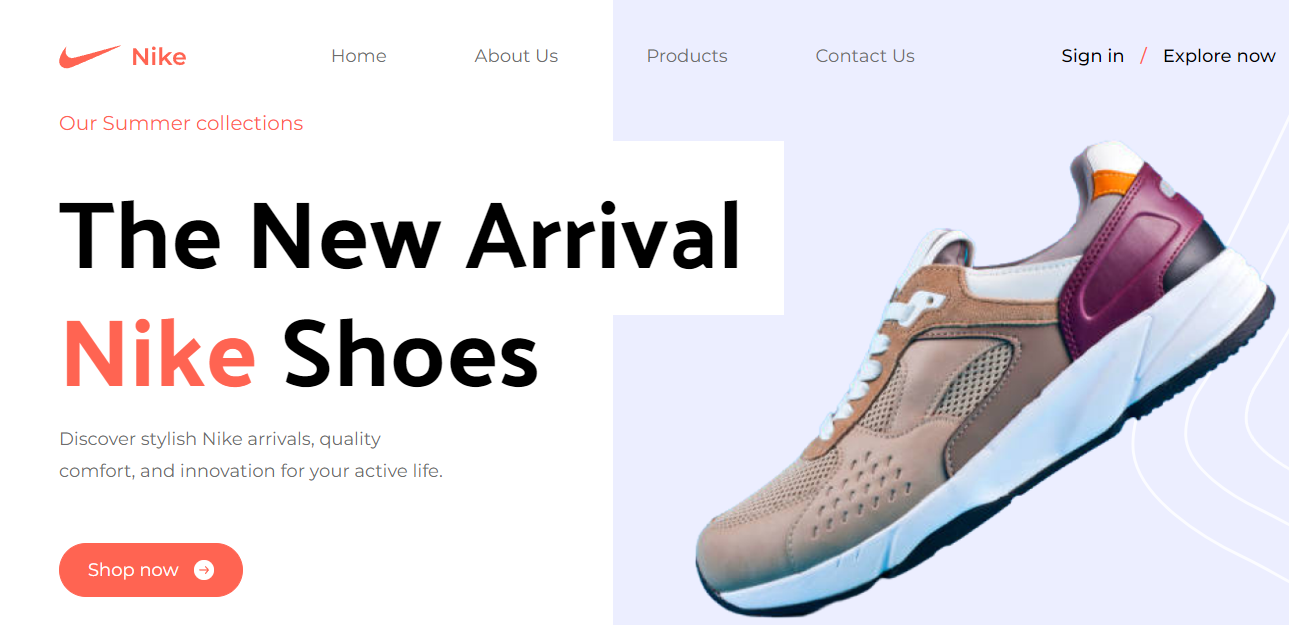 Nike
Home
About Us
Products
Contact Us
Sign in / Explore now
Our Summer collections
The New Arrival
Nike Shoes
Discover stylish Nike arrivals, quality
comfort, and innovation for your active life.
Shop now